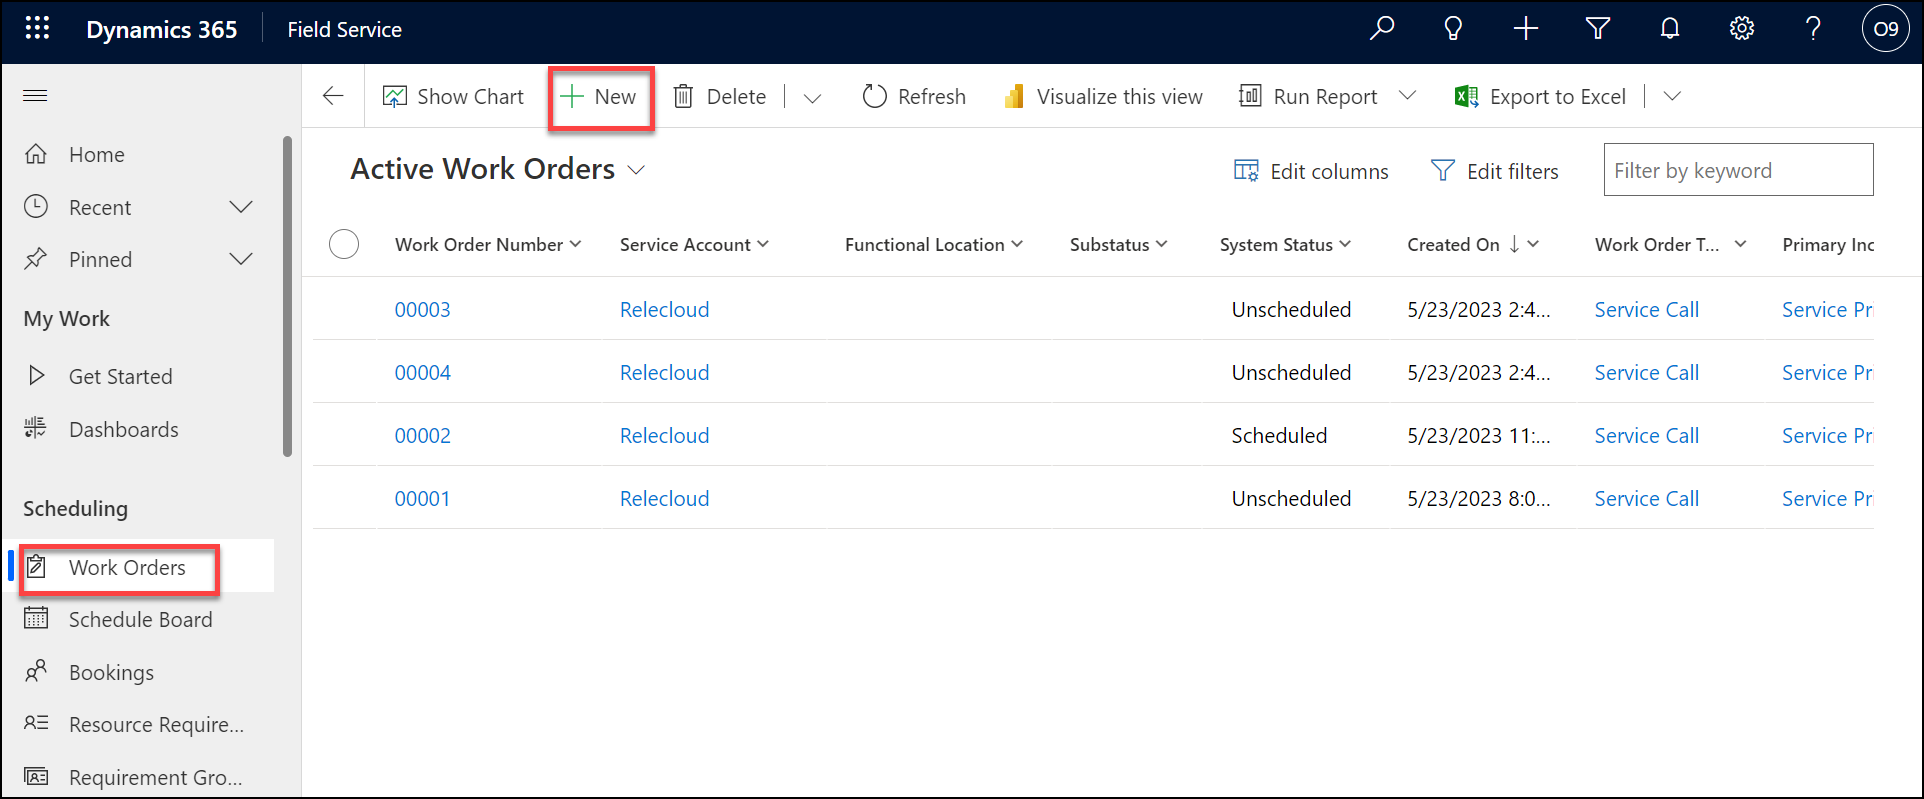 Dynamics 365 Field Service O9
Show Chart New Delete Refresh Visualize this view Run Report Export to Excel
Home
Recent
Pinned
My Work
Get Started
Dashboards
Scheduling
Work Orders
Schedule Board
Bookings
Resource Require...
Requirement Gro...
Active Work Orders Edit columns Edit filters Filter by keyword
Work Order Number Service Account Functional Location Substatus System Status Created On Work Order T... Primary Inc
00003 Relecloud Unscheduled 5/23/2023 2:4... Service Call Service Pri
00004 Relecloud Unscheduled 5/23/2023 2:4... Service Call Service Pri
00002 Relecloud Scheduled 5/23/2023 11:... Service Call Service Pri
00001 Relecloud Unscheduled 5/23/2023 8:0... Service Call Service Pri